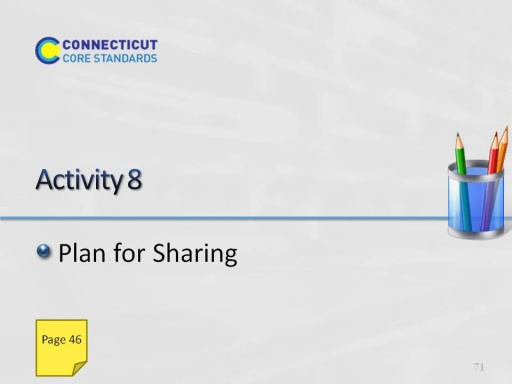 CONNECTICUT
CORE STANDARDS
Activity 8
Plan for Sharing
Page 46
71